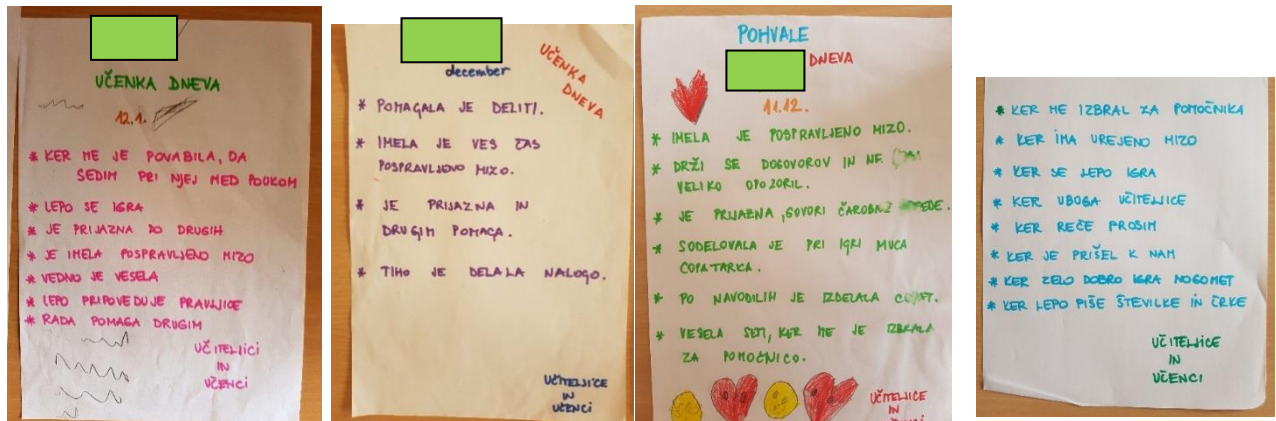 UČENKA DNEVA
12.1.
* KER ME JE POVABILA, DA
SEDIM PRI NJEJ MED POUKOM
* LEPO SE IGRA
* JE PRIJAZNA DO DRUGIH
* JE IMELA POSPRAVLJENO MIZO
* VEDNO JE VESELA
* LEPO PRIPOVEDUJE PRAVLJICE
* RADA POMAGA DRUGIM
UČITELJICI
IN
UČENCI
december
UČENKA
DNEVA
* POMAGALA JE DELITI.
* IMELA JE VES ČAS
POSPRAVLJENO MIZO.
* JE PRIJAZNA IN
DRUGIM POMAGA.
* TIHO JE DELALA NALOGO.
UČITELJICE
IN
UČENCI
POHVALE
DNEVA
11.12.
* IMELA JE POSPRAVLJENO MIZO.
* DRŽI SE DOGOVOROV IN NE
VELIKO OPOZORIL.
* JE PRIJAZNA, GOVORI ČAROBNE
* SODELOVALA JE PRI IGRI MUCA
COPATARKA.
* PO NAVODILIH JE IZDELALA
* VESELA SEM, KER ME JE IZBRALA
ZA POMOČNICO.
UČITELJICE
IN
* KER ME IZBRAL ZA POMOČNIKA
* KER IMA UREJENO MIZO
* KER SE LEPO IGRA
* KER UBOGA UČITELJICE
* KER REČE PROSIM
* KER JE PRIŠEL K NAM
* KER ZELO DOBRO IGRA NOGOMET
* KER LEPO PIŠE ŠTEVILKE IN ČRKE
UČITELJICE
IN
UČENCI